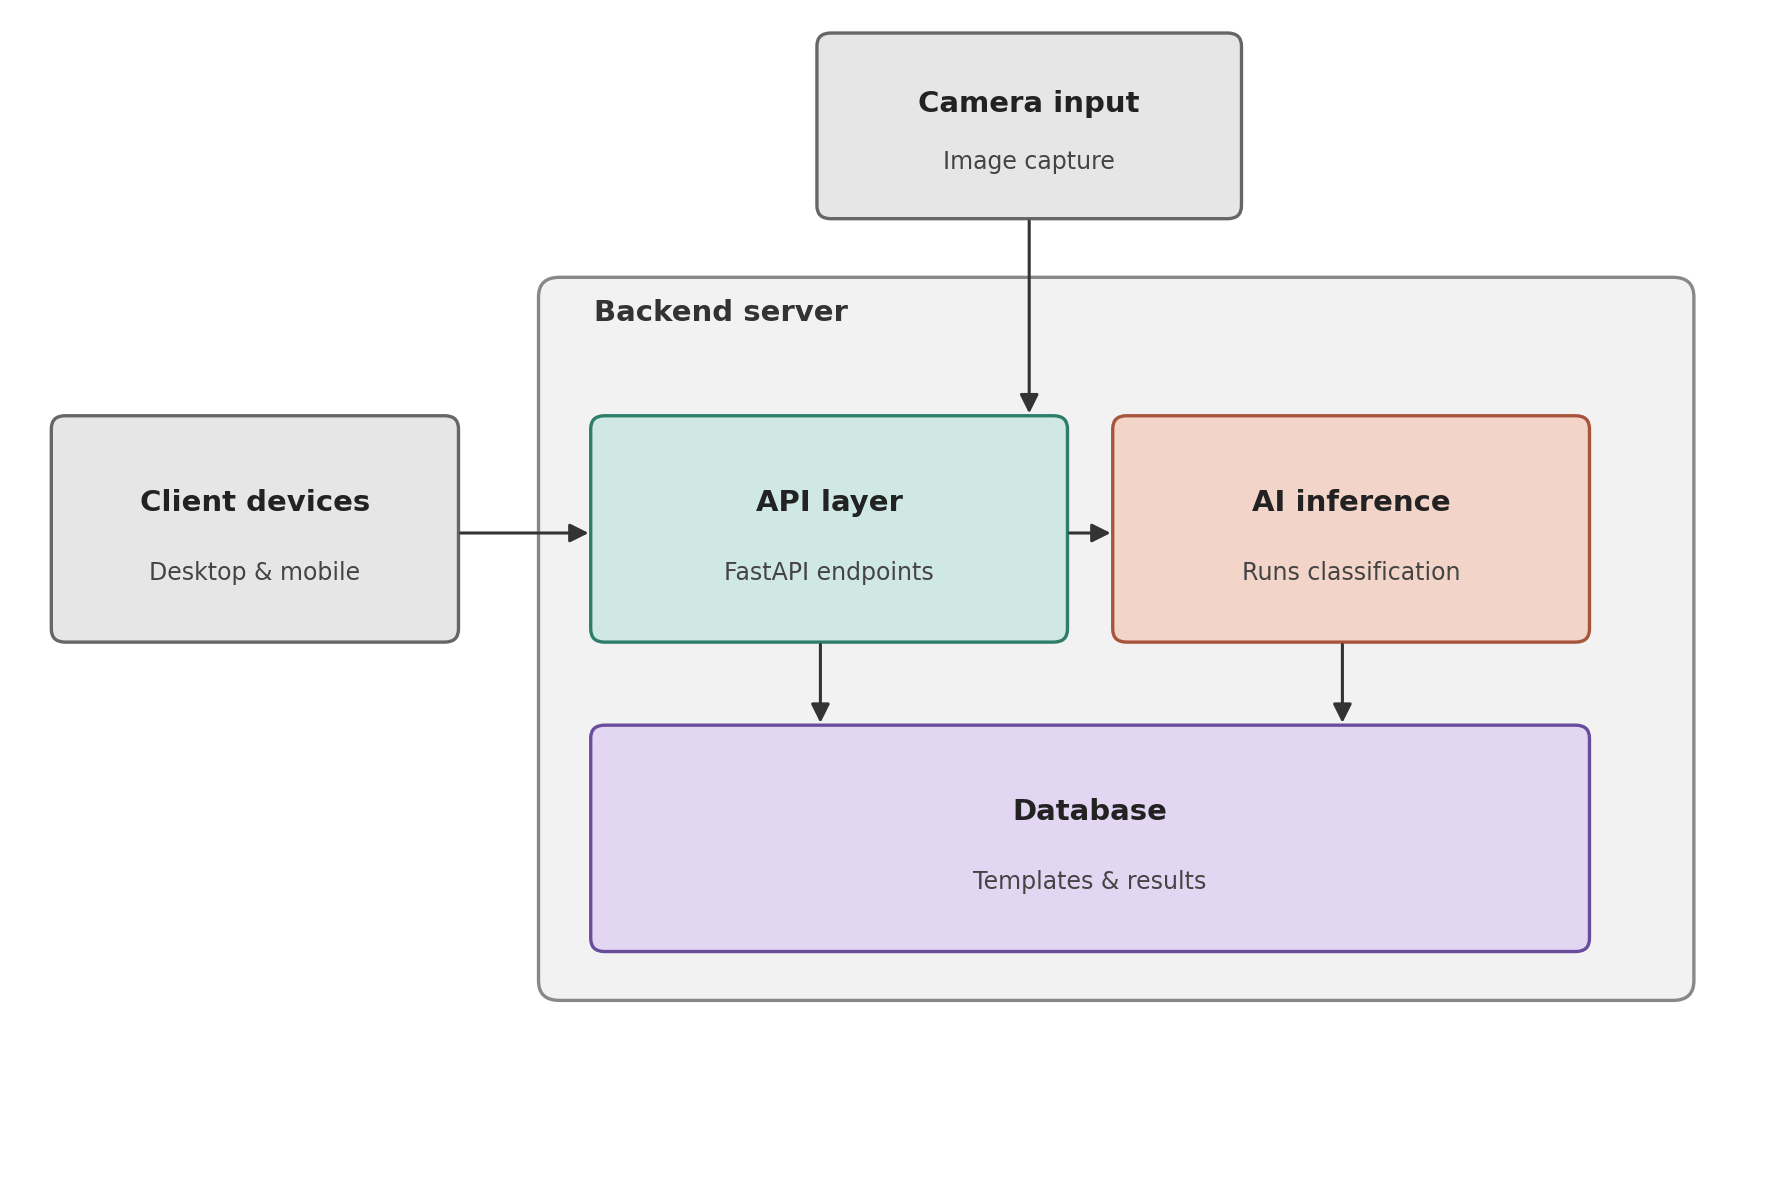 Camera input
Image capture
Backend server
Client devices
Desktop & mobile
API layer
FastAPI endpoints
AI inference
Runs classification
Database
Templates & results